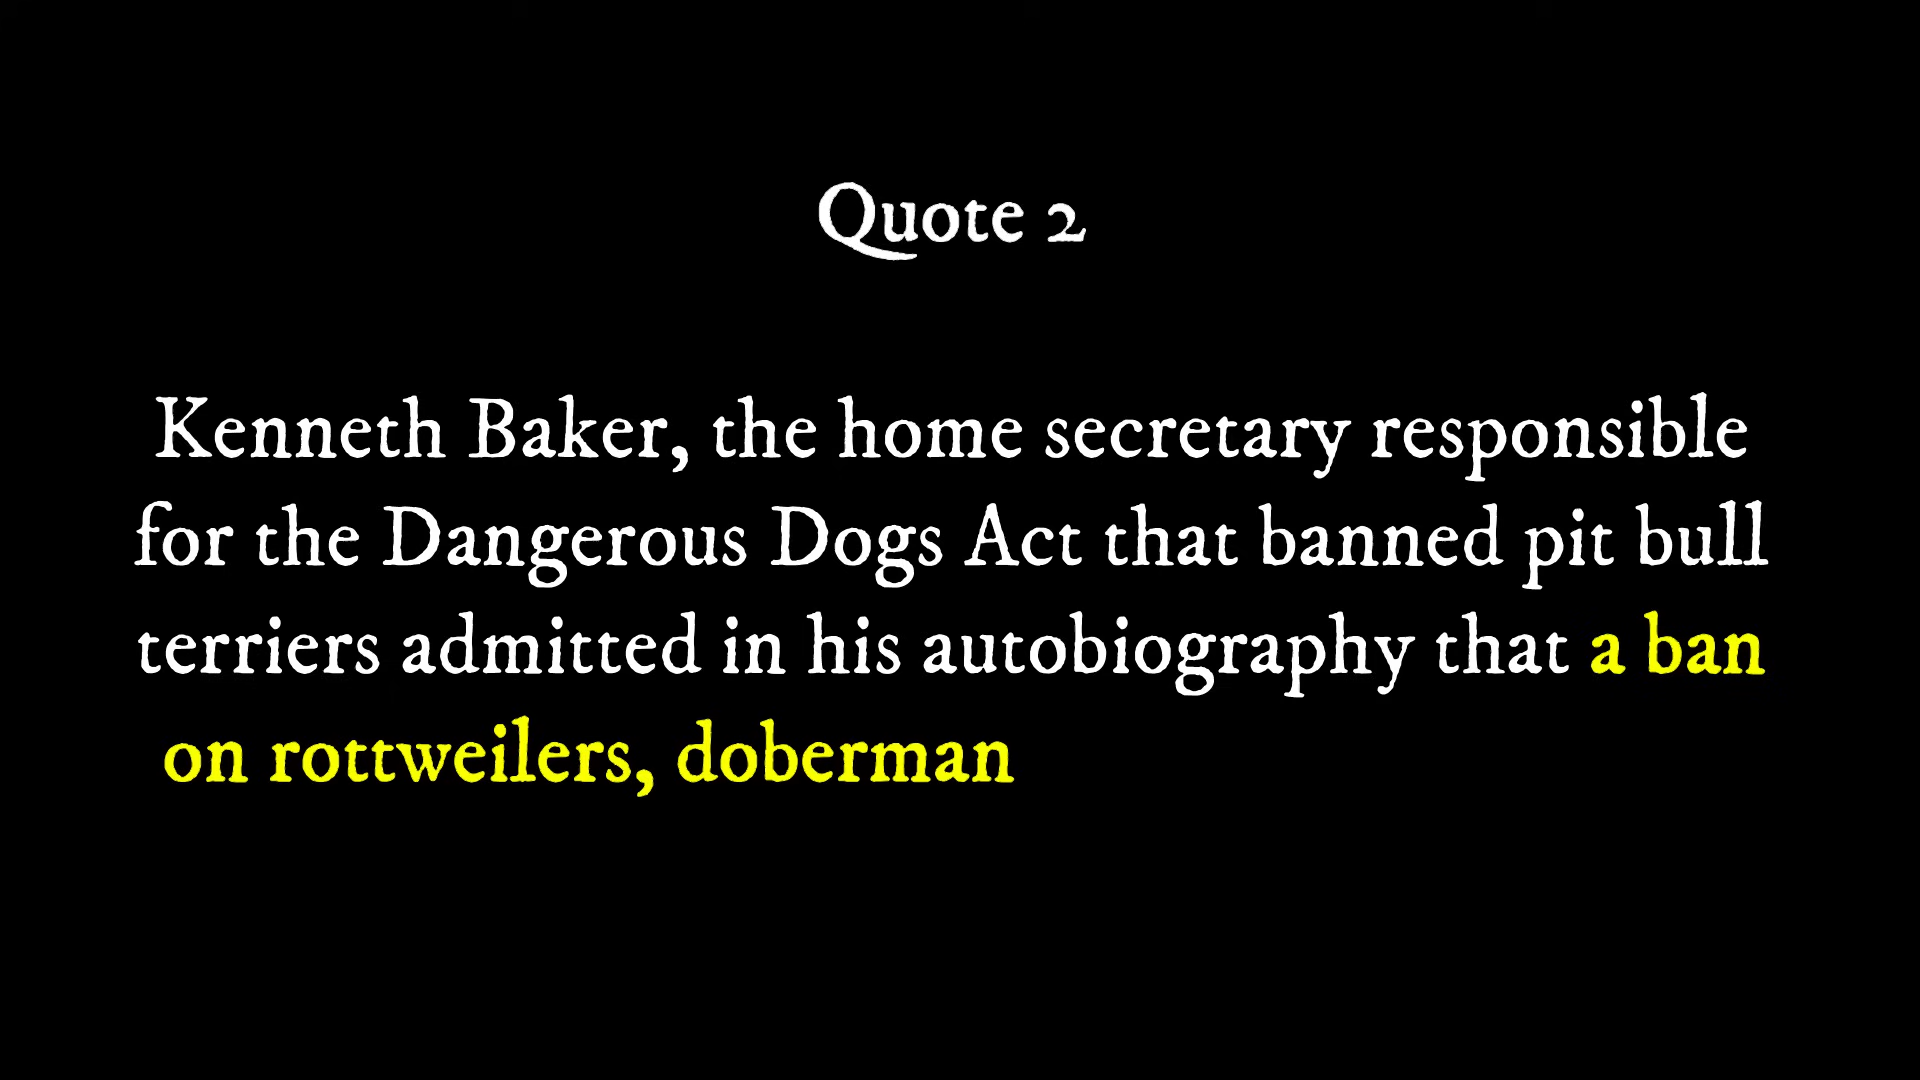 Quote 2
Kenneth Baker, the home secretary responsible
for the Dangerous Dogs Act that banned pit bull
terriers admitted in his autobiography that a ban
on rottweilers, doberman